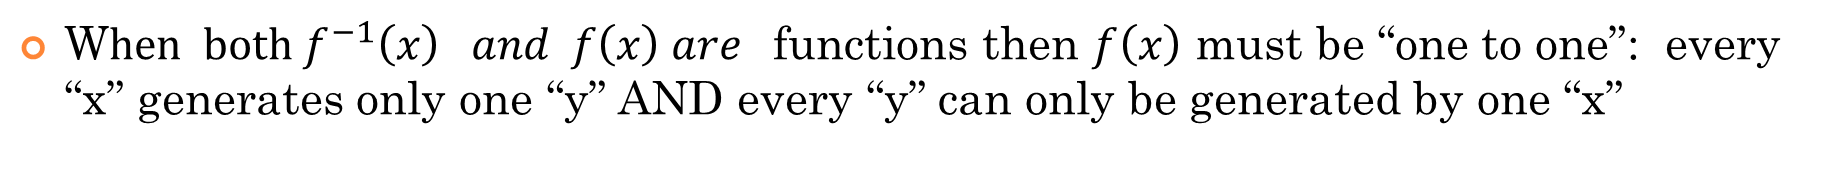 When both f⁻¹(x) and f(x) are functions then f(x) must be “one to one”: every
“x” generates only one “y” AND every “y” can only be generated by one “x”